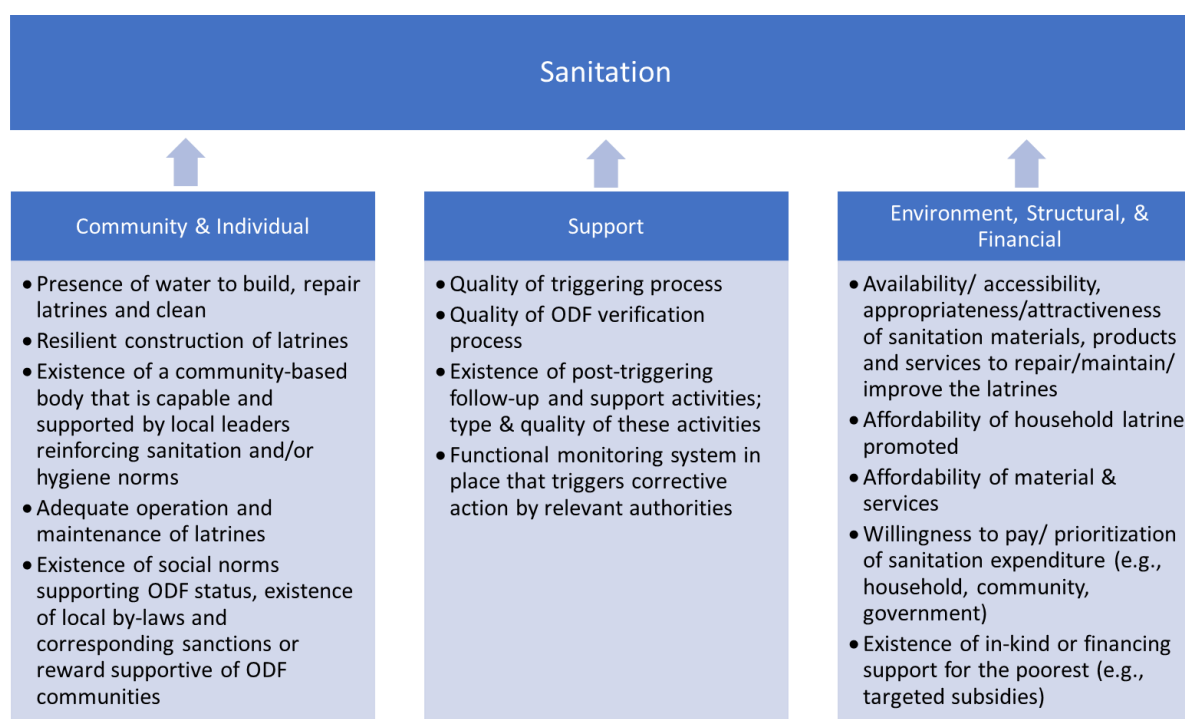 Sanitation
Community & Individual
• Presence of water to build, repair
latrines and clean
• Resilient construction of latrines
• Existence of a community-based
body that is capable and
supported by local leaders
reinforcing sanitation and/or
hygiene norms
• Adequate operation and
maintenance of latrines
• Existence of social norms
supporting ODF status, existence
of local by-laws and
corresponding sanctions or
reward supportive of ODF
communities
Support
• Quality of triggering process
• Quality of ODF verification
process
• Existence of post-triggering
follow-up and support activities;
type & quality of these activities
• Functional monitoring system in
place that triggers corrective
action by relevant authorities
Environment, Structural, &
Financial
• Availability/ accessibility,
appropriateness/attractiveness
of sanitation materials, products
and services to repair/maintain/
improve the latrines
• Affordability of household latrine
promoted
• Affordability of material &
services
• Willingness to pay/ prioritization
of sanitation expenditure (e.g.,
household, community,
government)
• Existence of in-kind or financing
support for the poorest (e.g.,
targeted subsidies)